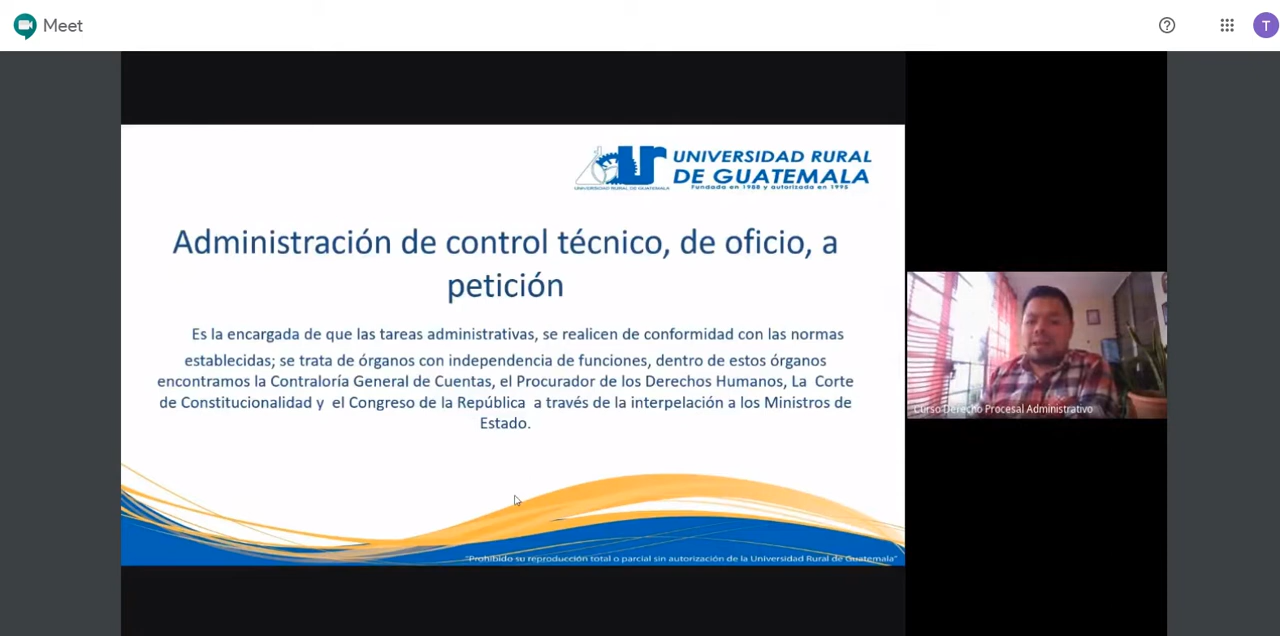 Meet
T
UNIVERSIDAD RURAL
DE GUATEMALA
Fundado en 1988 y autorizada en 1995
UNIVERSIDAD RURAL DE GUATEMALA
Administración de control técnico, de oficio, a
petición
Es la encargada de que las tareas administrativas, se realicen de conformidad con las normas
establecidas; se trata de órganos con independencia de funciones, dentro de estos órganos
encontramos la Contraloría General de Cuentas, el Procurador de los Derechos Humanos, La Corte
de Constitucionalidad y el Congreso de la República a través de la interpelación a los Ministros de
Estado.
Curso Derecho Procesal Administrativo
"Prohibido su reproducción total o parcial sin autorización de la Universidad Rural de Guatemala"